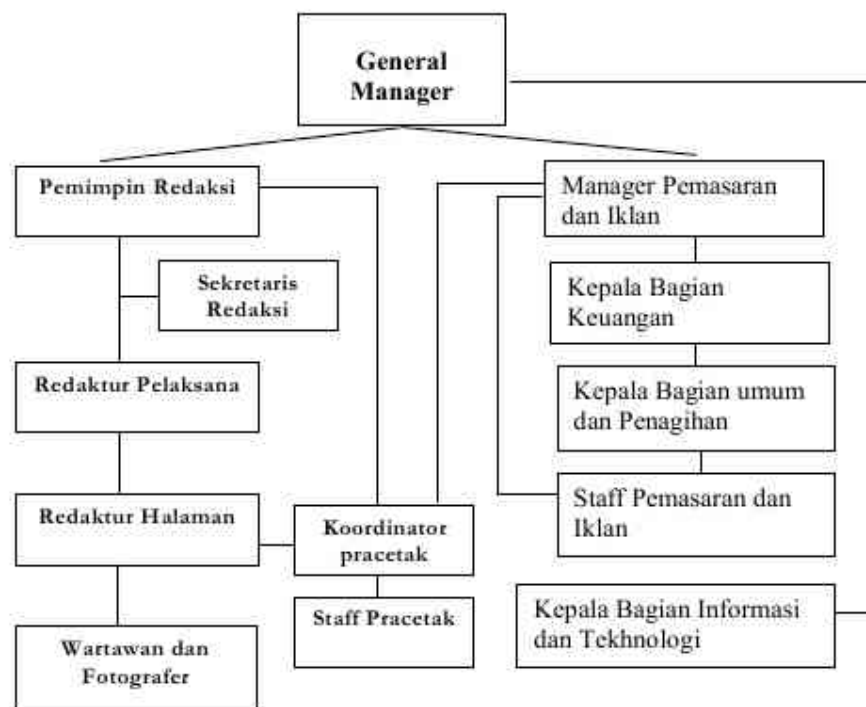 General
Manager
Pemimpin Redaksi
Sekretaris
Redaksi
Redaktur Pelaksana
Redaktur Halaman
Wartawan dan
Fotografer
Koordinator
pracetak
Staff Pracetak
Manager Pemasaran
dan Iklan
Kepala Bagian
Keuangan
Kepala Bagian umum
dan Penagihan
Staff Pemasaran dan
Iklan
Kepala Bagian Informasi
dan Tekhnologi